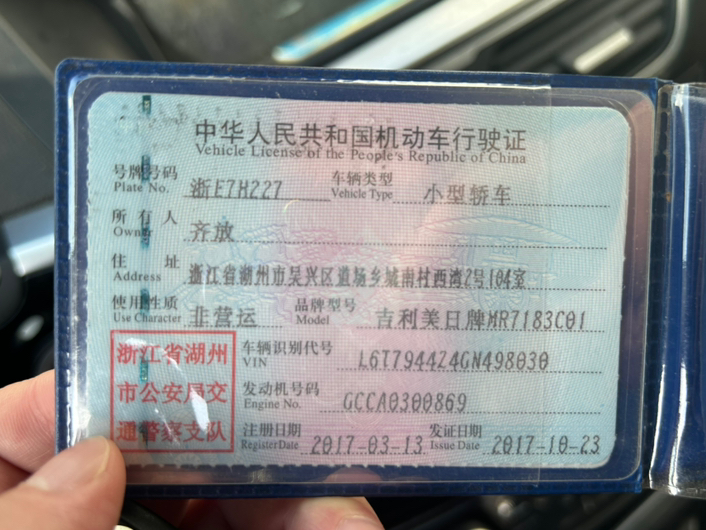 中华人民共和国机动车行驶证
Vehicle License of the People's Republic of China
号牌号码 浙E7H227 车辆类型 小型轿车
Plate No. Vehicle Type
所有人 齐放
Owner
住址 浙江省湖州市吴兴区道场乡城南村西湾2号104室
Address
使用性质 非营运 品牌型号 吉利美日牌MR7183C01
Use Character Model
浙江省湖州
市公安局交
通警察支队
车辆识别代号 L6T7944Z4GN498030
VIN
发动机号码 GCCA0300869
Engine No.
注册日期 2017-03-13 发证日期 2017-10-23
Register Date Issue Date